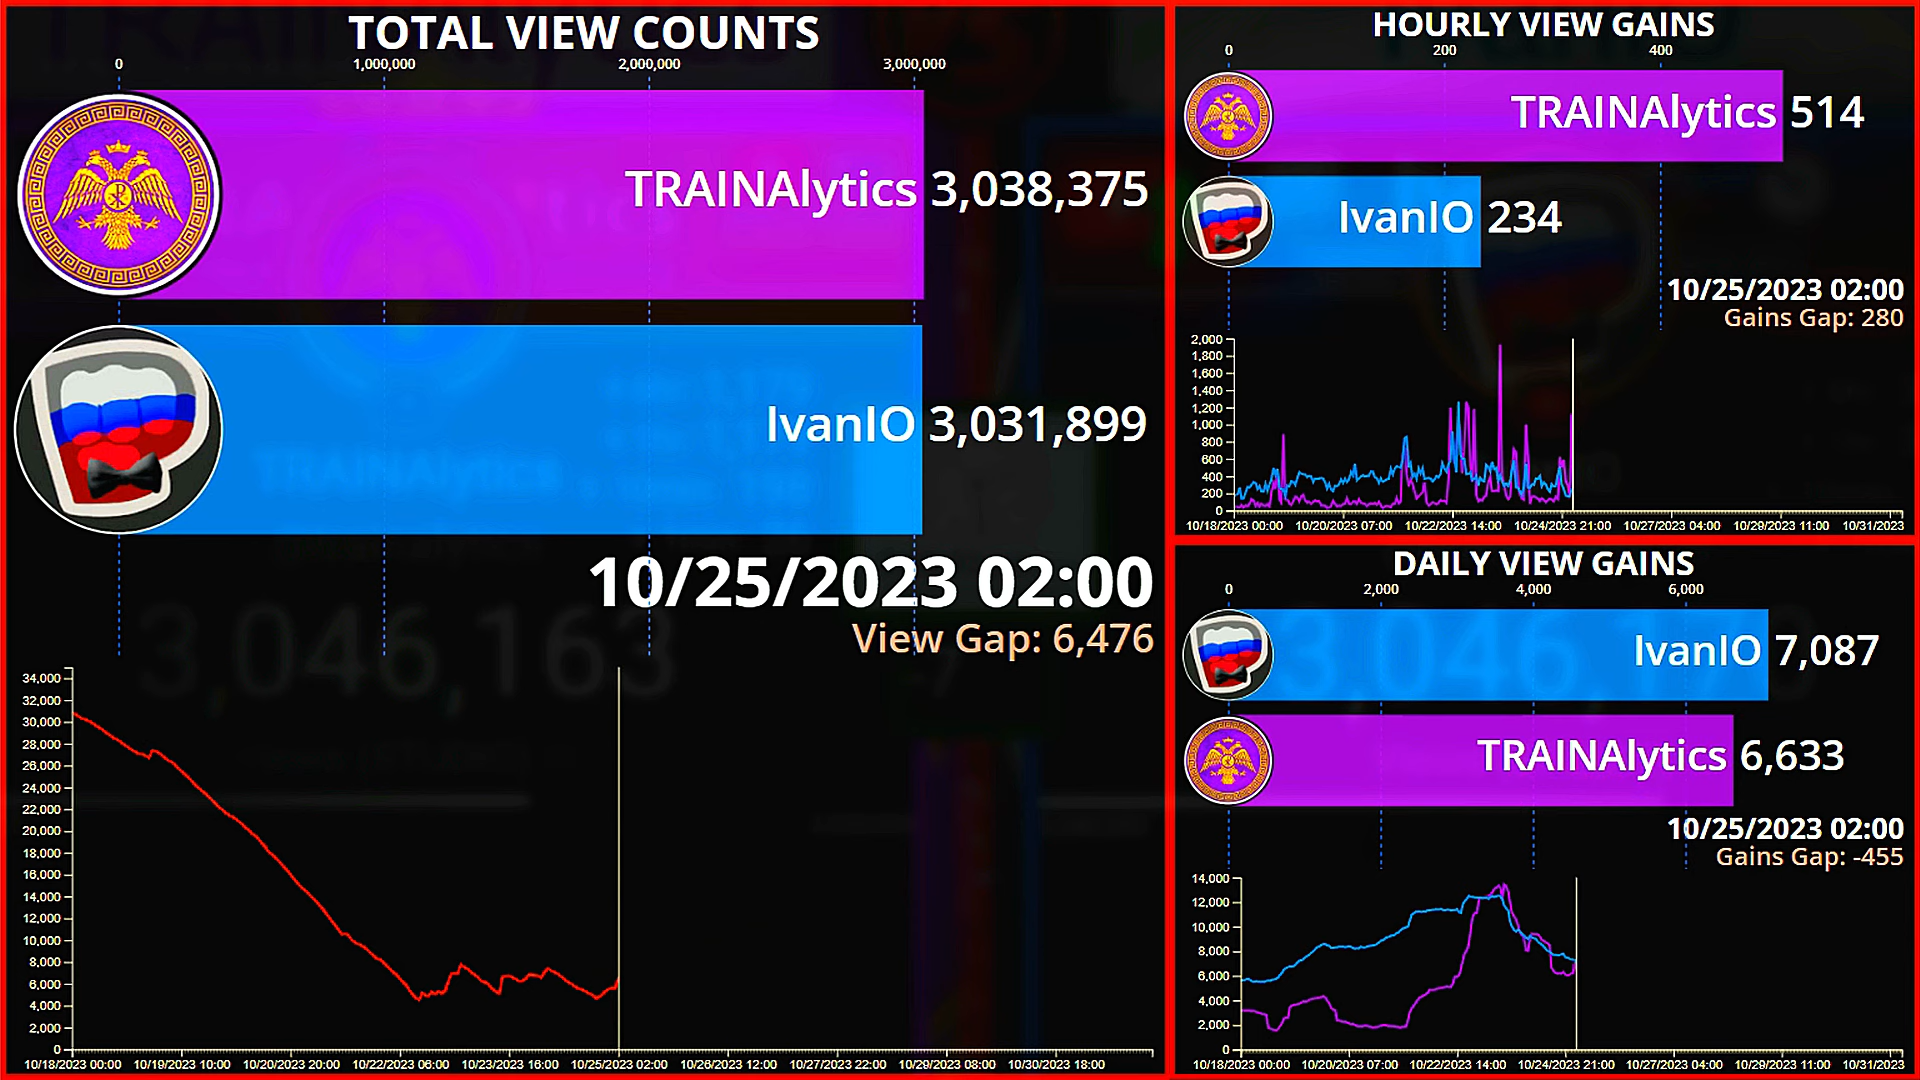 TOTAL VIEW COUNTS
0 1,000,000 2,000,000 3,000,000
TRAINAlytics 3,038,375
IvanIO 3,031,899
10/25/2023 02:00
View Gap: 6,476
34,000
32,000
30,000
28,000
26,000
24,000
22,000
20,000
18,000
16,000
14,000
12,000
10,000
8,000
6,000
4,000
2,000
0
10/18/2023 00:00 10/19/2023 10:00 10/20/2023 20:00 10/22/2023 06:00 10/23/2023 16:00 10/25/2023 02:00 10/26/2023 12:00 10/27/2023 22:00 10/29/2023 08:00 10/30/2023 18:00
3,046,163
HOURLY VIEW GAINS
0 200 400
TRAINAlytics 514
IvanIO 234
10/25/2023 02:00
Gains Gap: 280
2,000
1,800
1,600
1,400
1,200
1,000
800
600
400
200
0
10/18/2023 00:00 10/20/2023 07:00 10/22/2023 14:00 10/24/2023 21:00 10/27/2023 04:00 10/29/2023 11:00 10/31/2023
DAILY VIEW GAINS
0 2,000 4,000 6,000
IvanIO 7,087
TRAINAlytics 6,633
10/25/2023 02:00
Gains Gap: -455
14,000
12,000
10,000
8,000
6,000
4,000
2,000
0
10/18/2023 00:00 10/20/2023 07:00 10/22/2023 14:00 10/24/2023 21:00 10/27/2023 04:00 10/29/2023 11:00 10/31/2023